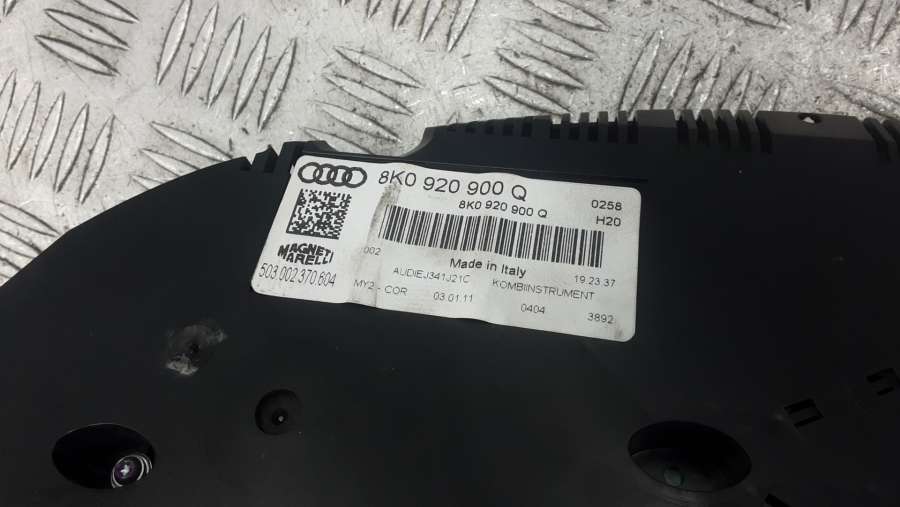 8K0 920 900 Q
8K0 920 900 Q
0258
H20
MAGNETI
MARELLI
503.002.370.604
002
Made in Italy
19 23 37
AUDIEJ341J21C
KOMBIINSTRUMENT
MY2 - COR
03.01.11
0404
3892